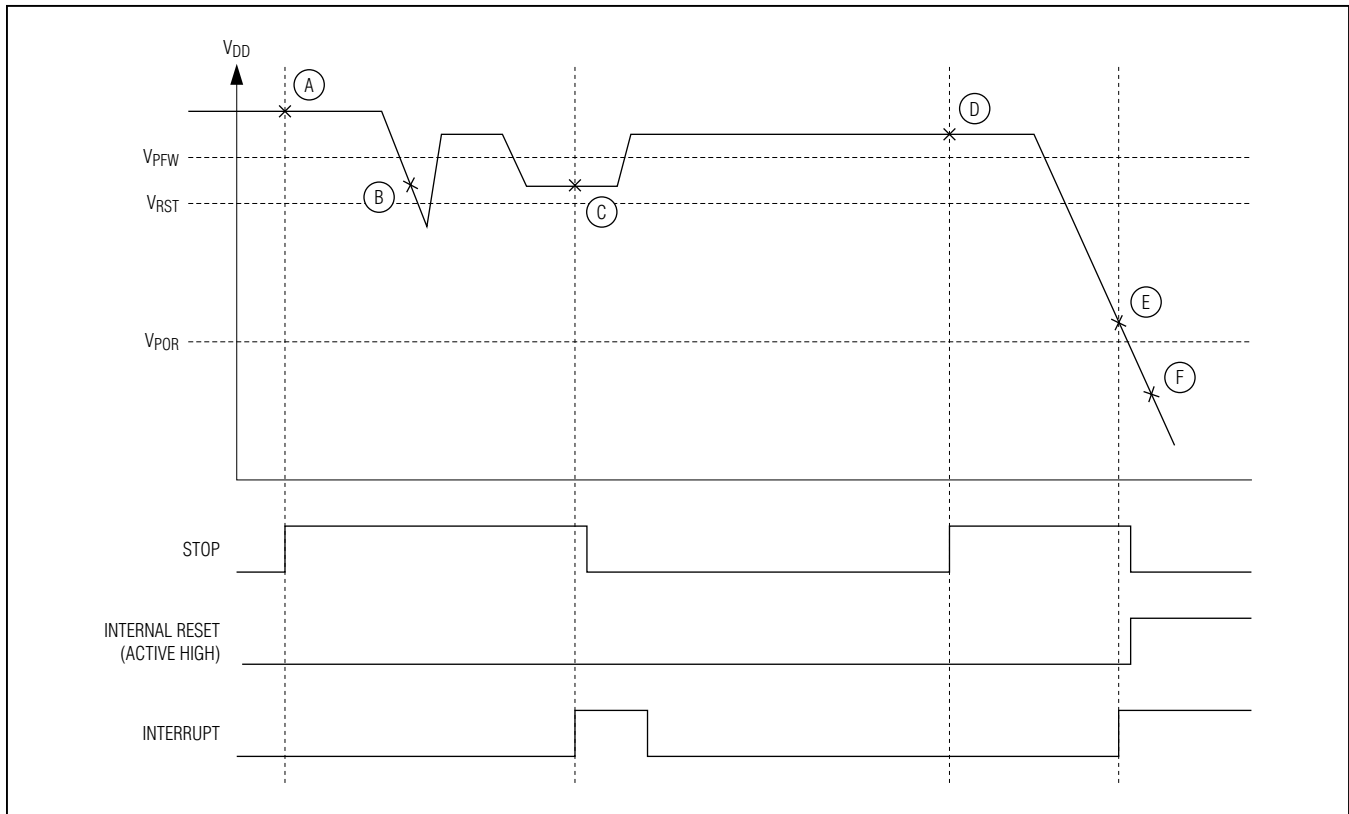 VDD
A
D
VPFW
B
VRST
C
E
VPOR
F
STOP
INTERNAL RESET
(ACTIVE HIGH)
INTERRUPT